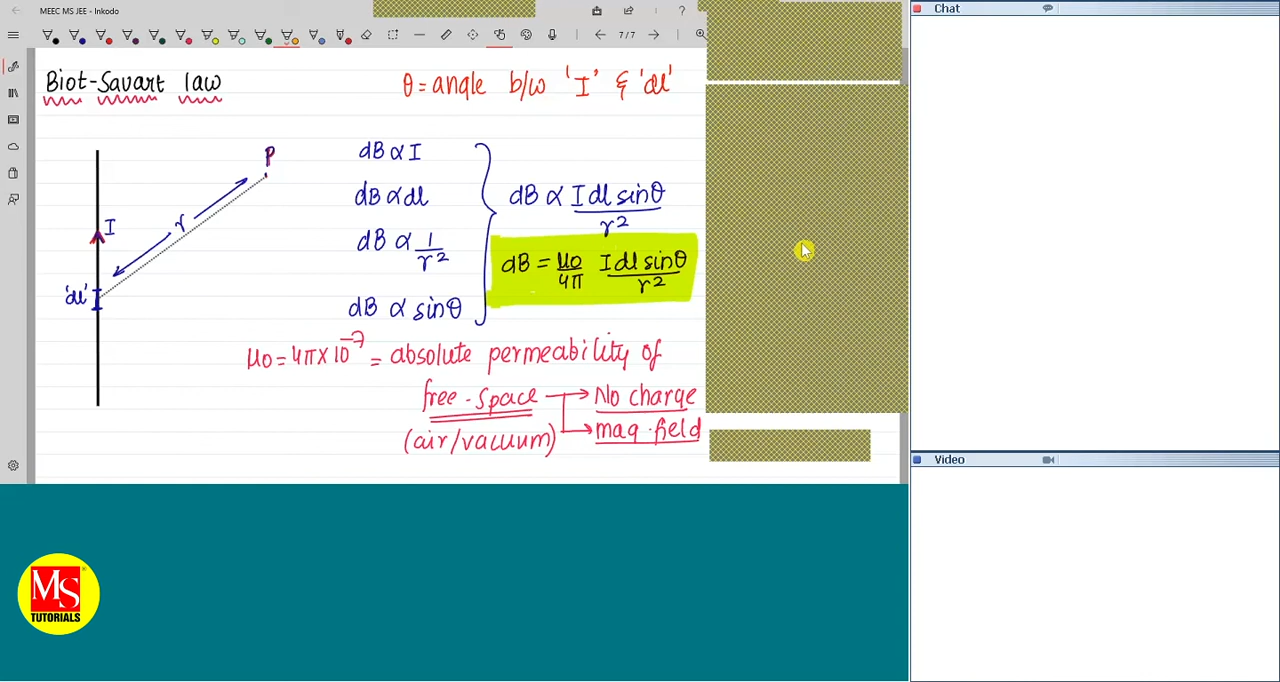 MEEC MS JEE - Inkodo
7/7
?
Chat
Biot-Savart law
θ = angle b/w 'I' & 'dl'
P
I
r
'dl'
dB ∝ I
dB ∝ dl
dB ∝ 1/r²
dB ∝ sinθ
dB ∝ I dl sinθ/r²
dB = μ0/4π I dl sinθ/r²
μ0 = 4π × 10⁻⁷ = absolute permeability of
free-space → No charge
(air/vacuum) → mag. field
Video
MS
TUTORIALS